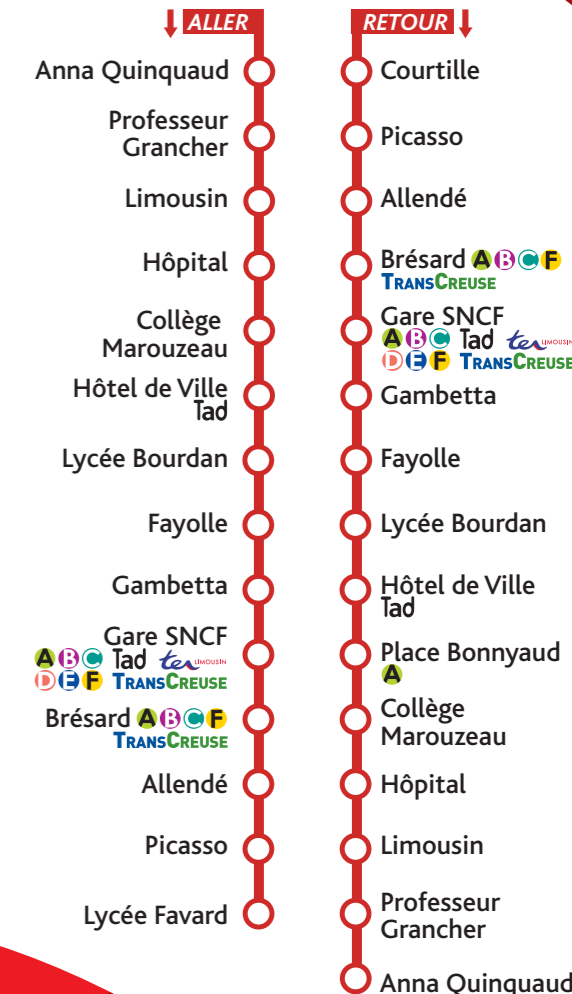 ALLER
Anna Quinquaud
Professeur
Grancher
Limousin
Hôpital
Collège
Marouzeau
Hôtel de Ville
Tad
Lycée Bourdan
Fayolle
Gambetta
Gare SNCF
A B C Tad ter LIMOUSIN
D E F TRANSCREUSE
Brésard A B C F
TRANSCREUSE
Allendé
Picasso
Lycée Favard
RETOUR
Courtille
Picasso
Allendé
Brésard A B C F
TRANSCREUSE
Gare SNCF
A B C Tad ter LIMOUSIN
D E F TRANSCREUSE
Gambetta
Fayolle
Lycée Bourdan
Hôtel de Ville
Tad
Place Bonnyaud
A
Collège
Marouzeau
Hôpital
Limousin
Professeur
Grancher
Anna Quinquaud